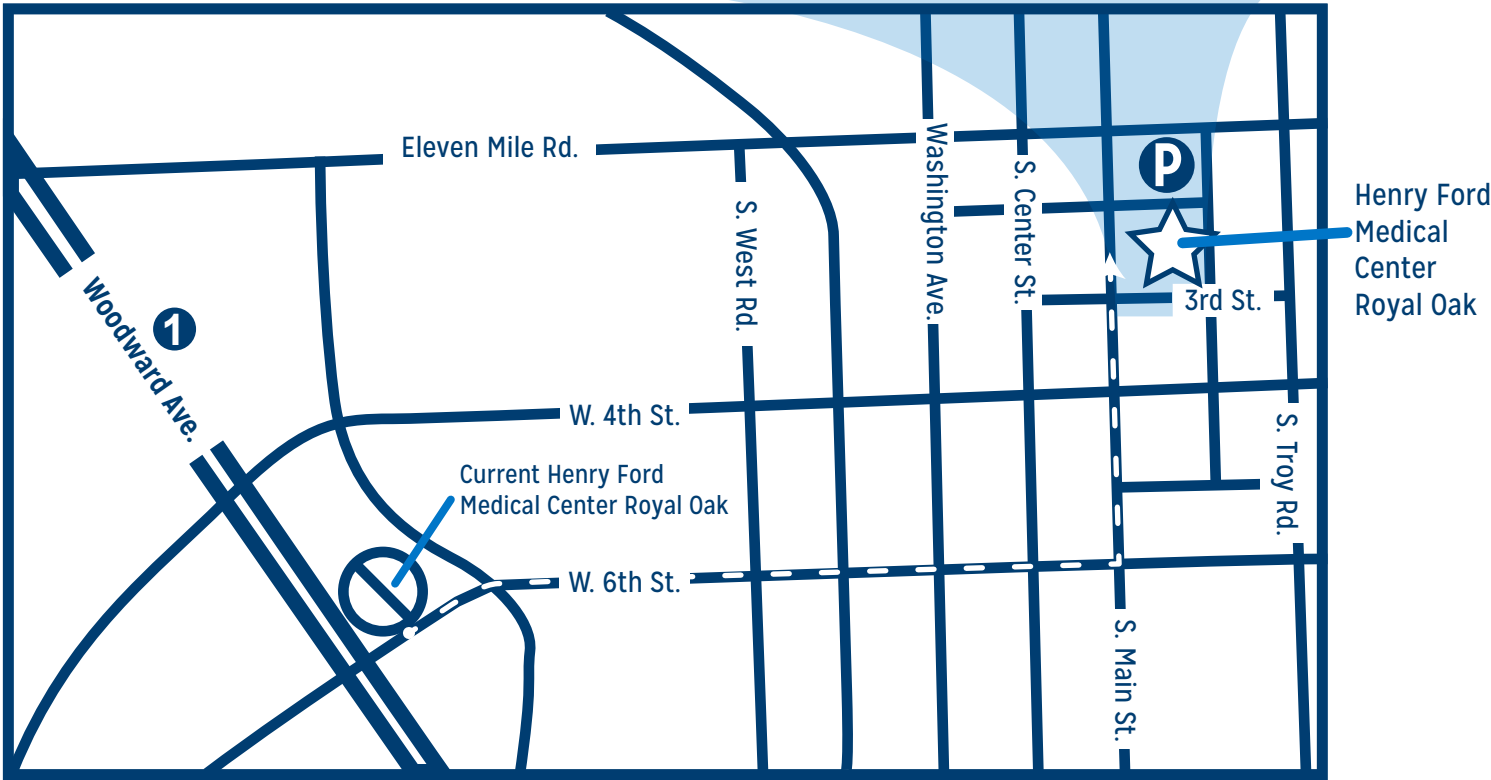 Eleven Mile Rd.
P
Washington Ave.
S. Center St.
S. West Rd.
Henry Ford
Medical
Center
Royal Oak
3rd St.
1
Woodward Ave.
W. 4th St.
S. Troy Rd.
Current Henry Ford
Medical Center Royal Oak
W. 6th St.
S. Main St.